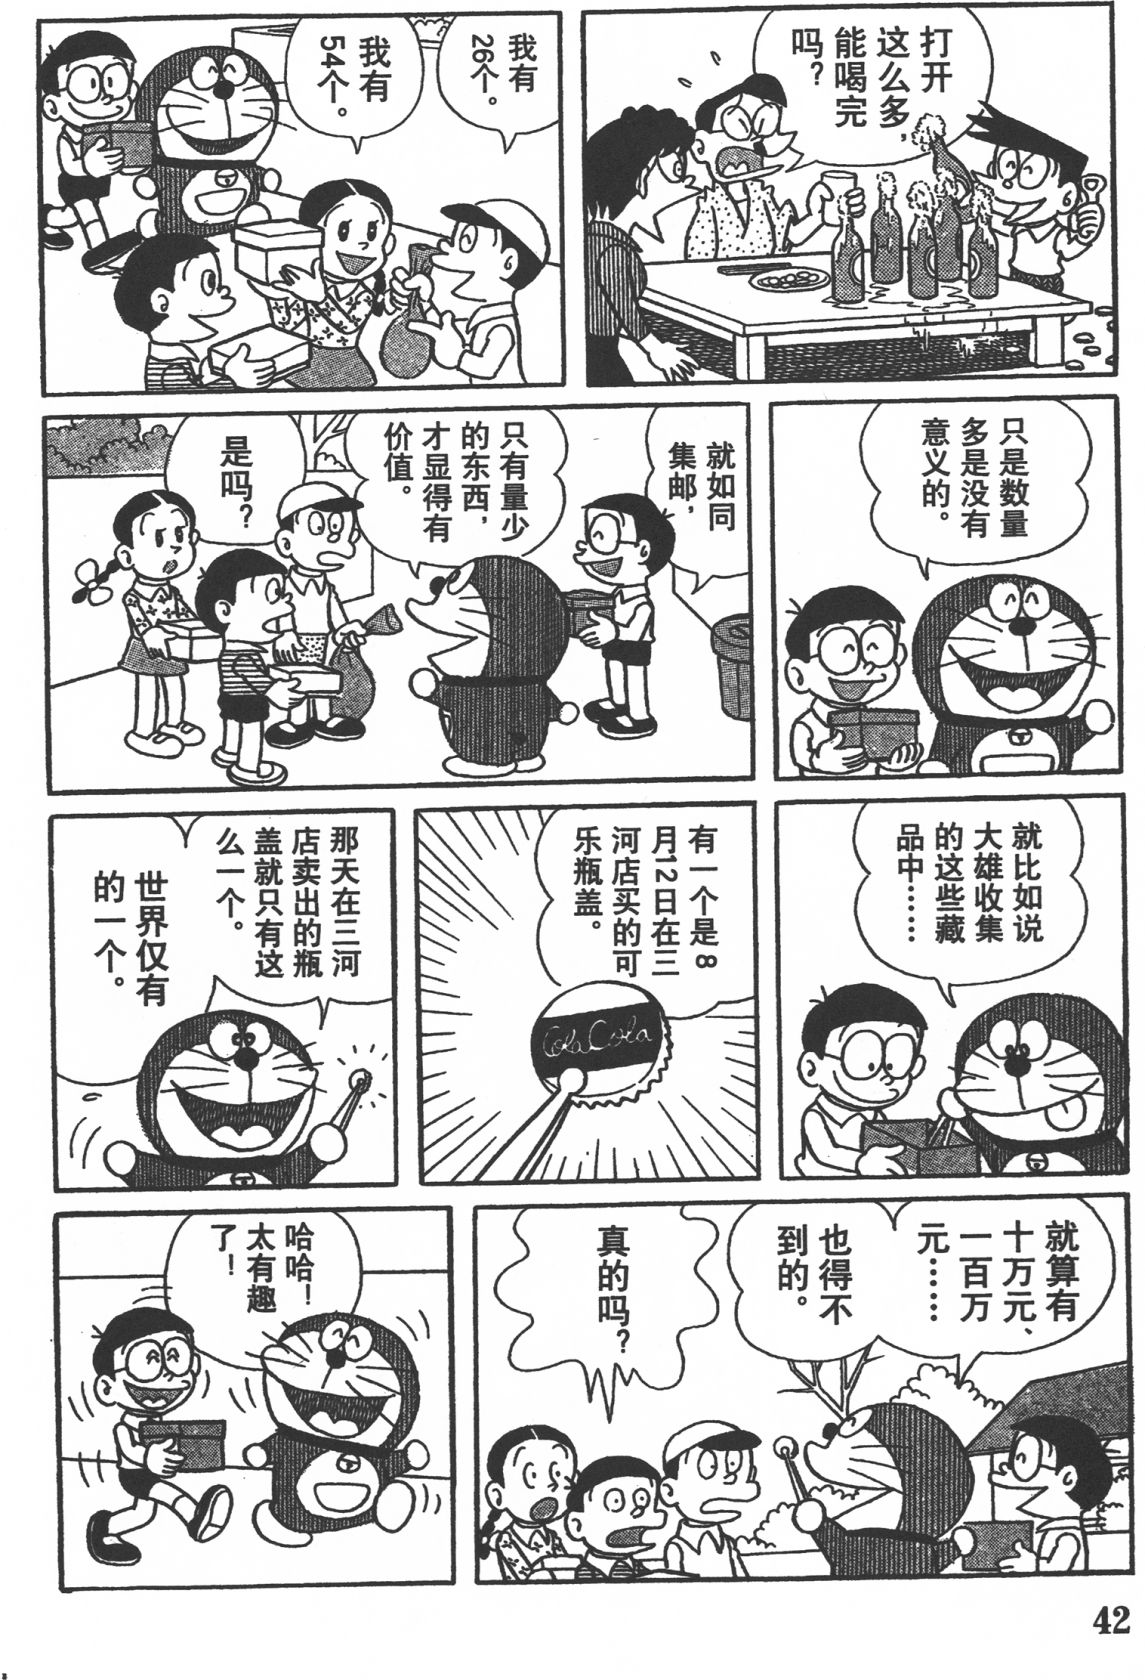 打开
这么多，
能喝完
吗？
我有
26个。
我有
54个。
只是数量
多是没有
意义的。
就如同
集邮，
只有量少
的东西，
才显得有
价值。
是吗？
就比如说
大雄收集
的这些藏
品中……
有一个是8
月12日在三
河店买的可
乐瓶盖。
Cola Cola
那天在三河
店卖出的瓶
盖就只有这
么一个。
世界仅有
的一个。
就算有
十万元、
一百万
元……
也得不
到的。
真的吗？
哈哈！
太有趣
了！
42